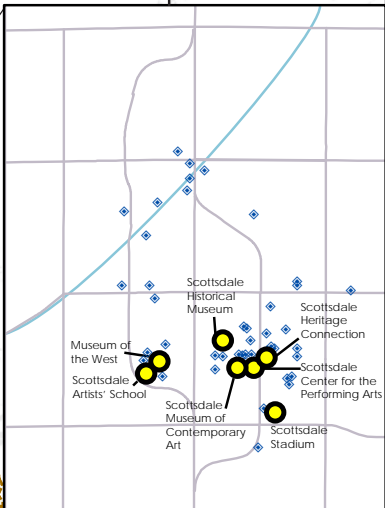 Scottsdale
Historical
Museum
Scottsdale
Heritage
Connection
Museum of
the West
Scottsdale
Center for the
Performing Arts
Scottsdale
Artists' School
Scottsdale
Museum of
Contemporary
Art
Scottsdale
Stadium